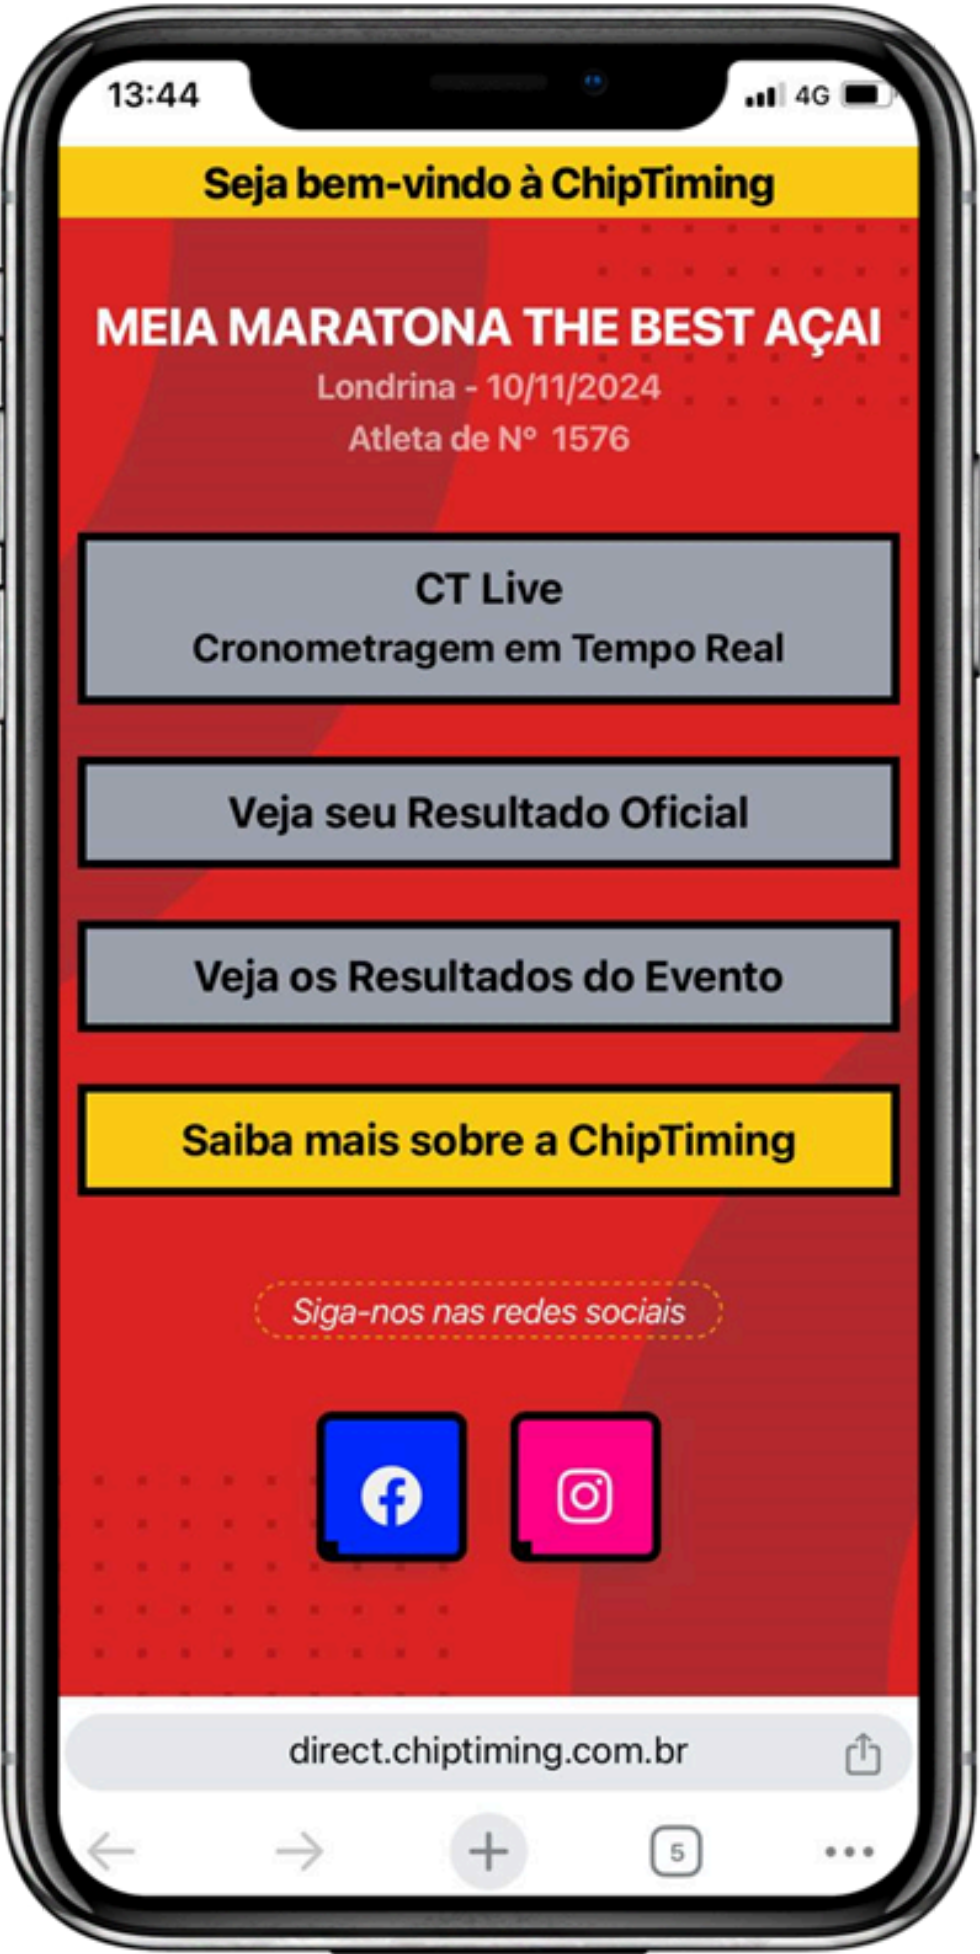 13:44
4G
Seja bem-vindo à ChipTiming
MEIA MARATONA THE BEST AÇAI
Londrina - 10/11/2024
Atleta de Nº 1576
CT Live
Cronometragem em Tempo Real
Veja seu Resultado Oficial
Veja os Resultados do Evento
Saiba mais sobre a ChipTiming
Siga-nos nas redes sociais
direct.chiptiming.com.br
5